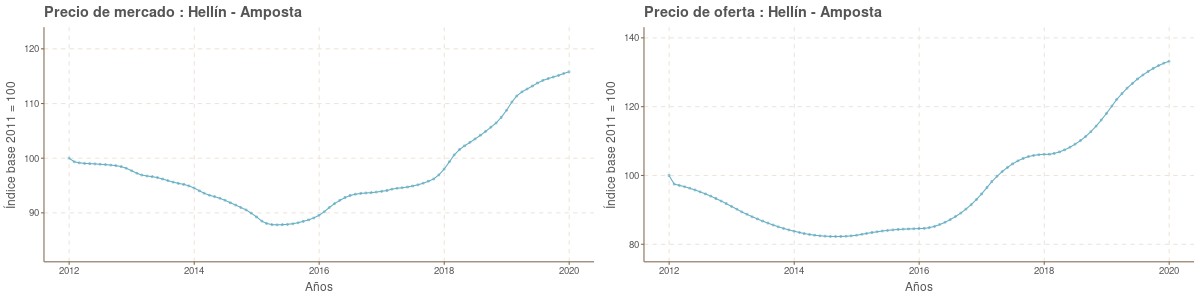 Precio de mercado : Hellín - Amposta
Índice base 2011 = 100
120
110
100
90
2012 2014 2016 2018 2020
Años
Precio de oferta : Hellín - Amposta
Índice base 2011 = 100
140
120
100
80
2012 2014 2016 2018 2020
Años